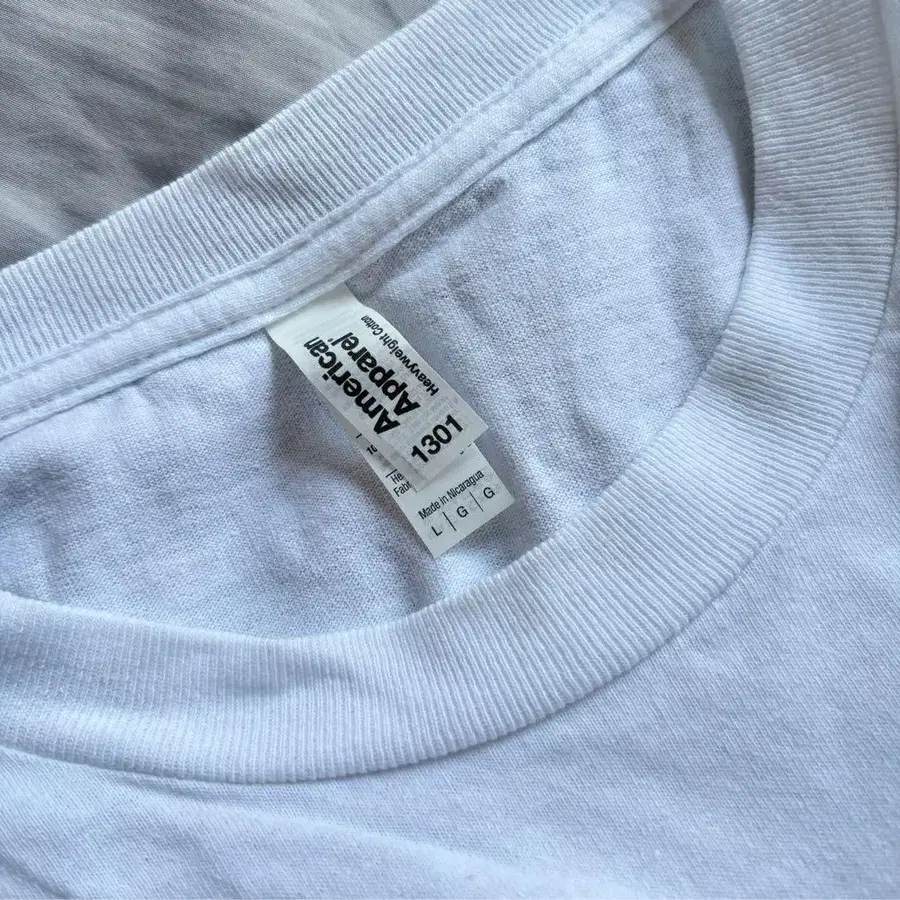 American
Apparel
Heavyweight Cotton
1301
Made in Nicaragua
L | G | G